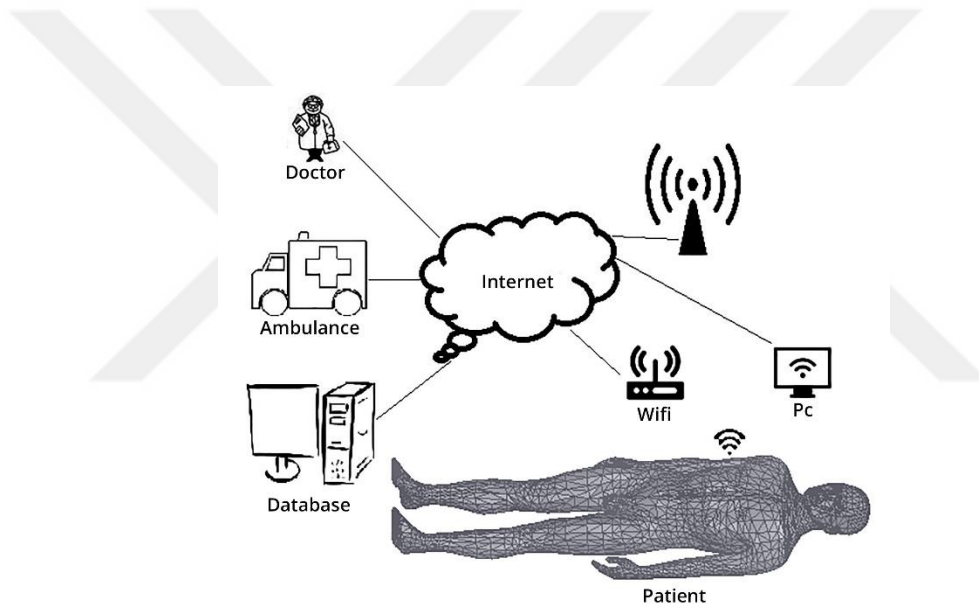 Doctor
Internet
Ambulance
Wifi
Pc
Database
Patient